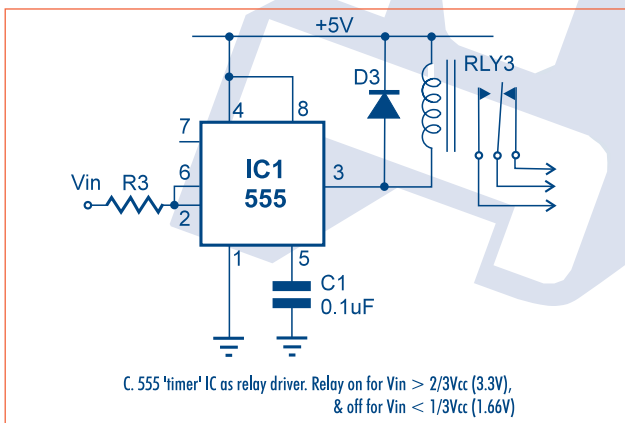 +5V
D3
RLY3
4
8
7
IC1
555
3
Vin
R3
6
2
1
5
C1
0.1uF
C. 555 'timer' IC as relay driver. Relay on for Vin > 2/3Vcc (3.3V),
& off for Vin < 1/3Vcc (1.66V)